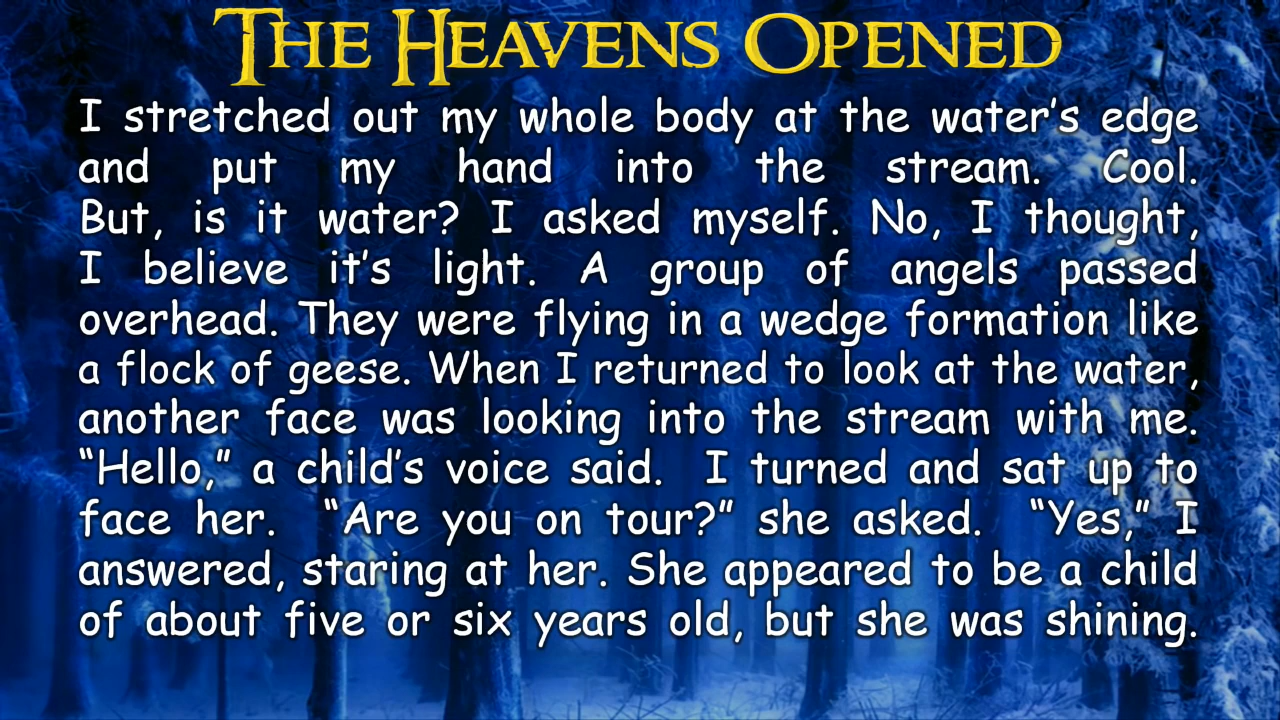 THE HEAVENS OPENED
I stretched out my whole body at the water’s edge
and put my hand into the stream. Cool.
But, is it water? I asked myself. No, I thought,
I believe it’s light. A group of angels passed
overhead. They were flying in a wedge formation like
a flock of geese. When I returned to look at the water,
another face was looking into the stream with me.
“Hello,” a child’s voice said. I turned and sat up to
face her. “Are you on tour?” she asked. “Yes,” I
answered, staring at her. She appeared to be a child
of about five or six years old, but she was shining.